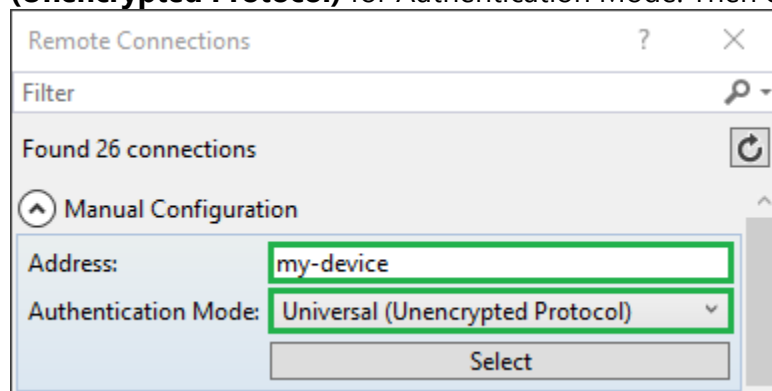 (Unencrypted Protocol) for Authentication Mode. Then
Remote Connections ?
Filter
Found 26 connections
Manual Configuration
Address: my-device
Authentication Mode: Universal (Unencrypted Protocol)
Select